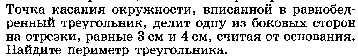 Точка касания окружности, вписанной в равнобед-
ренный треугольник, делит одну из боковых сторон
на отрезки, равные 3 см и 4 см, считая от основания.
Найдите периметр треугольника.